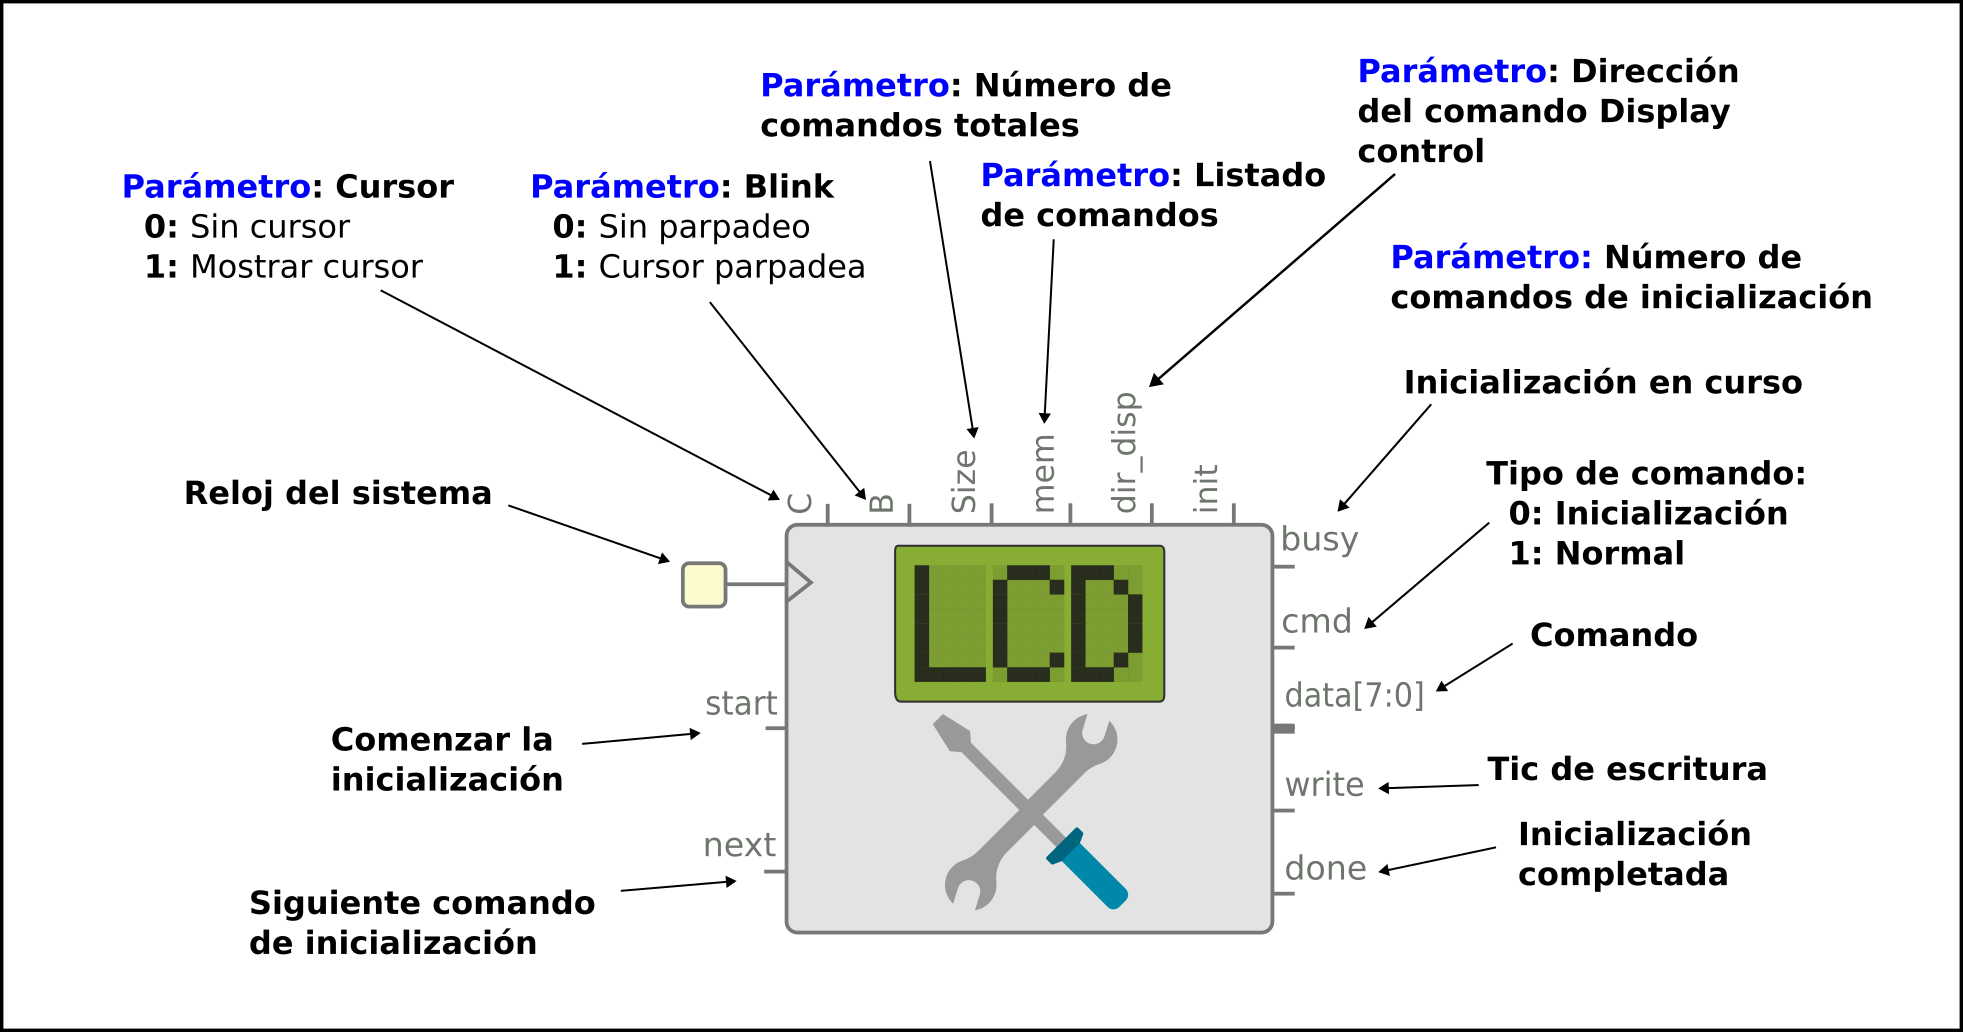 Parámetro: Cursor
0: Sin cursor
1: Mostrar cursor
Parámetro: Blink
0: Sin parpadeo
1: Cursor parpadea
Parámetro: Número de
comandos totales
Parámetro: Listado
de comandos
Parámetro: Dirección
del comando Display
control
Parámetro: Número de
comandos de inicialización
Inicialización en curso
Tipo de comando:
0: Inicialización
1: Normal
Comando
Tic de escritura
Inicialización
completada
Reloj del sistema
Comenzar la
inicialización
Siguiente comando
de inicialización
C
B
Size
mem
dir_disp
init
start
next
LCD
busy
cmd
data[7:0]
write
done